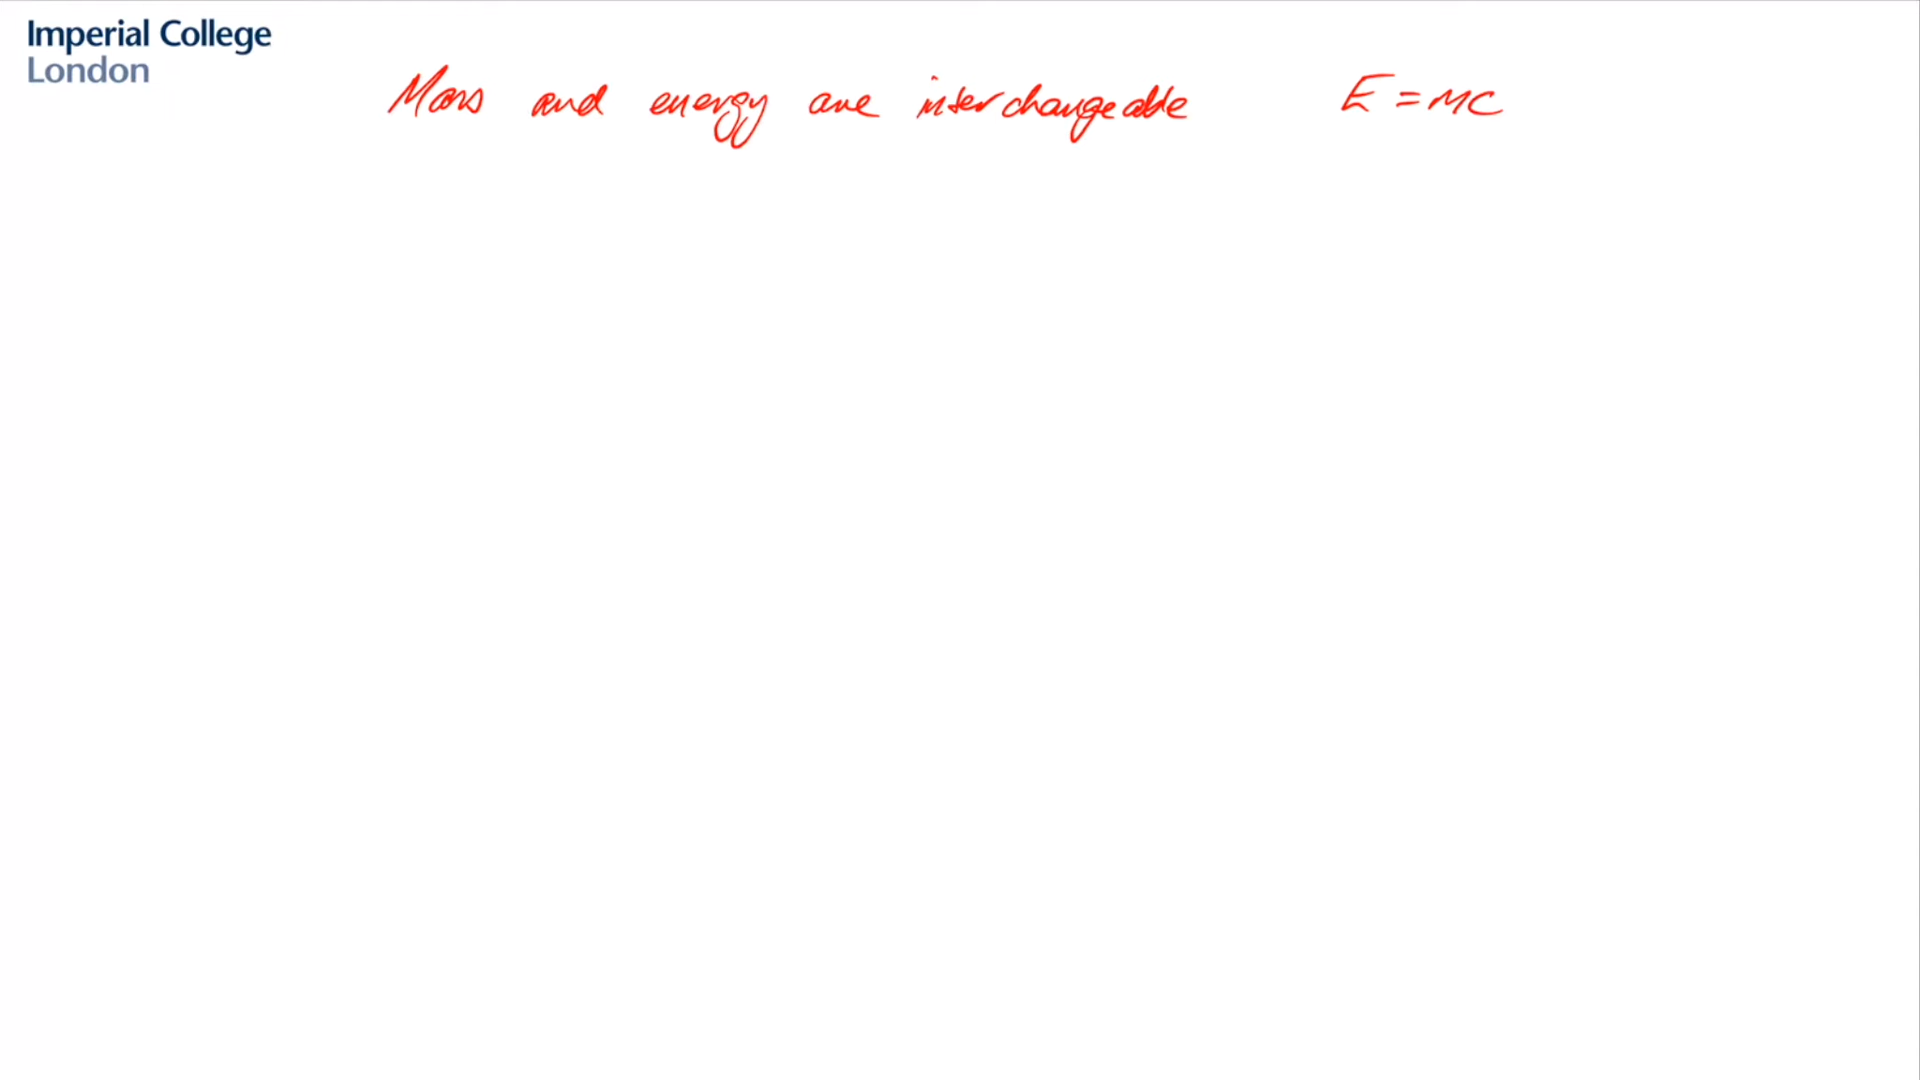 Imperial College
London
Mass and energy are interchangeable E = mc